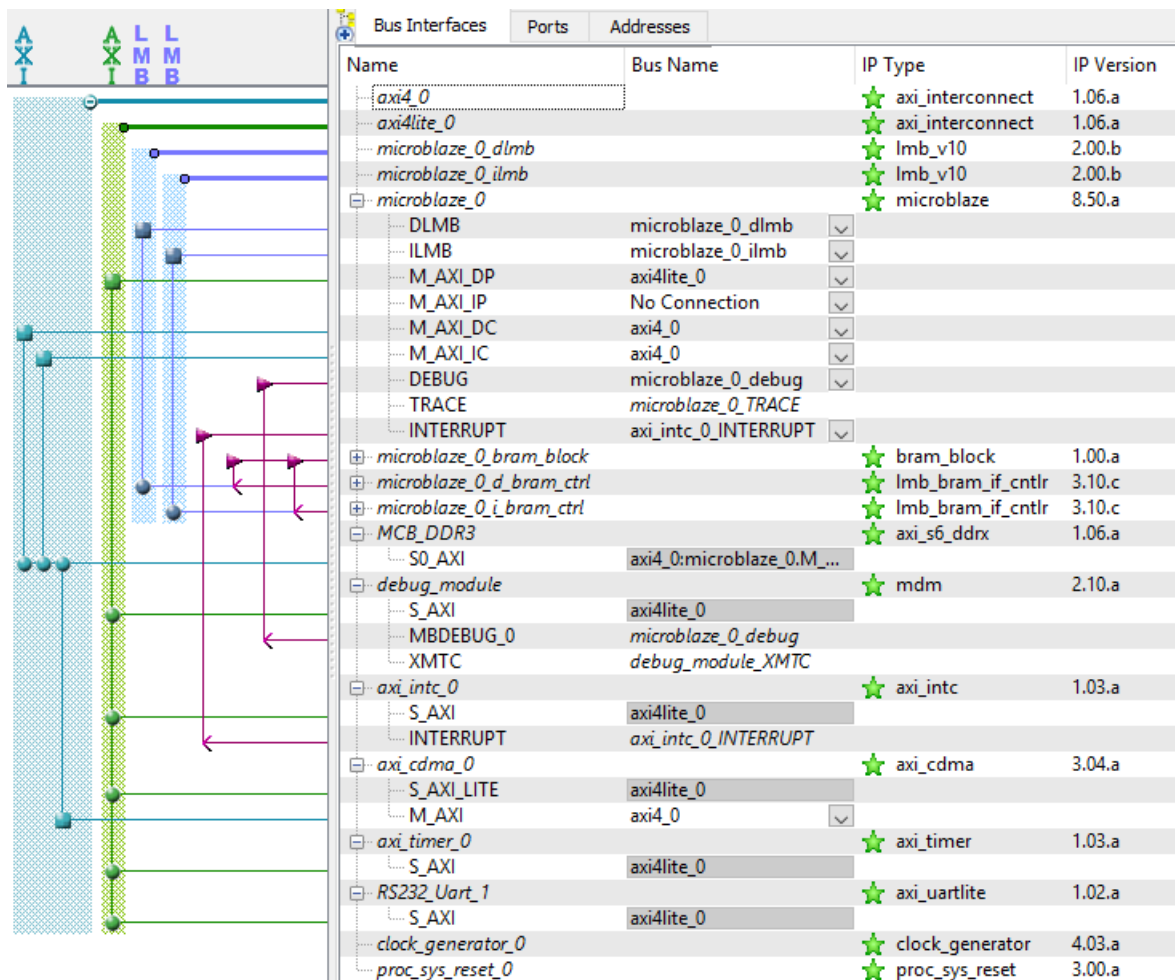 AXI AXI LMB LMB
Bus Interfaces Ports Addresses
Name Bus Name IP Type IP Version
axi4_0 axi_interconnect 1.06.a
axi4lite_0 axi_interconnect 1.06.a
microblaze_0_dlmb lmb_v10 2.00.b
microblaze_0_ilmb lmb_v10 2.00.b
microblaze_0 microblaze 8.50.a
DLMB microblaze_0_dlmb
ILMB microblaze_0_ilmb
M_AXI_DP axi4lite_0
M_AXI_IP No Connection
M_AXI_DC axi4_0
M_AXI_IC axi4_0
DEBUG microblaze_0_debug
TRACE microblaze_0_TRACE
INTERRUPT axi_intc_0_INTERRUPT
microblaze_0_bram_block bram_block 1.00.a
microblaze_0_d_bram_ctrl lmb_bram_if_cntlr 3.10.c
microblaze_0_i_bram_ctrl lmb_bram_if_cntlr 3.10.c
MCB_DDR3 axi_s6_ddrx 1.06.a
S0_AXI axi4_0:microblaze_0.M_...
debug_module mdm 2.10.a
S_AXI axi4lite_0
MBDEBUG_0 microblaze_0_debug
XMTC debug_module_XMTC
axi_intc_0 axi_intc 1.03.a
S_AXI axi4lite_0
INTERRUPT axi_intc_0_INTERRUPT
axi_cdma_0 axi_cdma 3.04.a
S_AXI_LITE axi4lite_0
M_AXI axi4_0
axi_timer_0 axi_timer 1.03.a
S_AXI axi4lite_0
RS232_Uart_1 axi_uartlite 1.02.a
S_AXI axi4lite_0
clock_generator_0 clock_generator 4.03.a
proc_sys_reset_0 proc_sys_reset 3.00.a